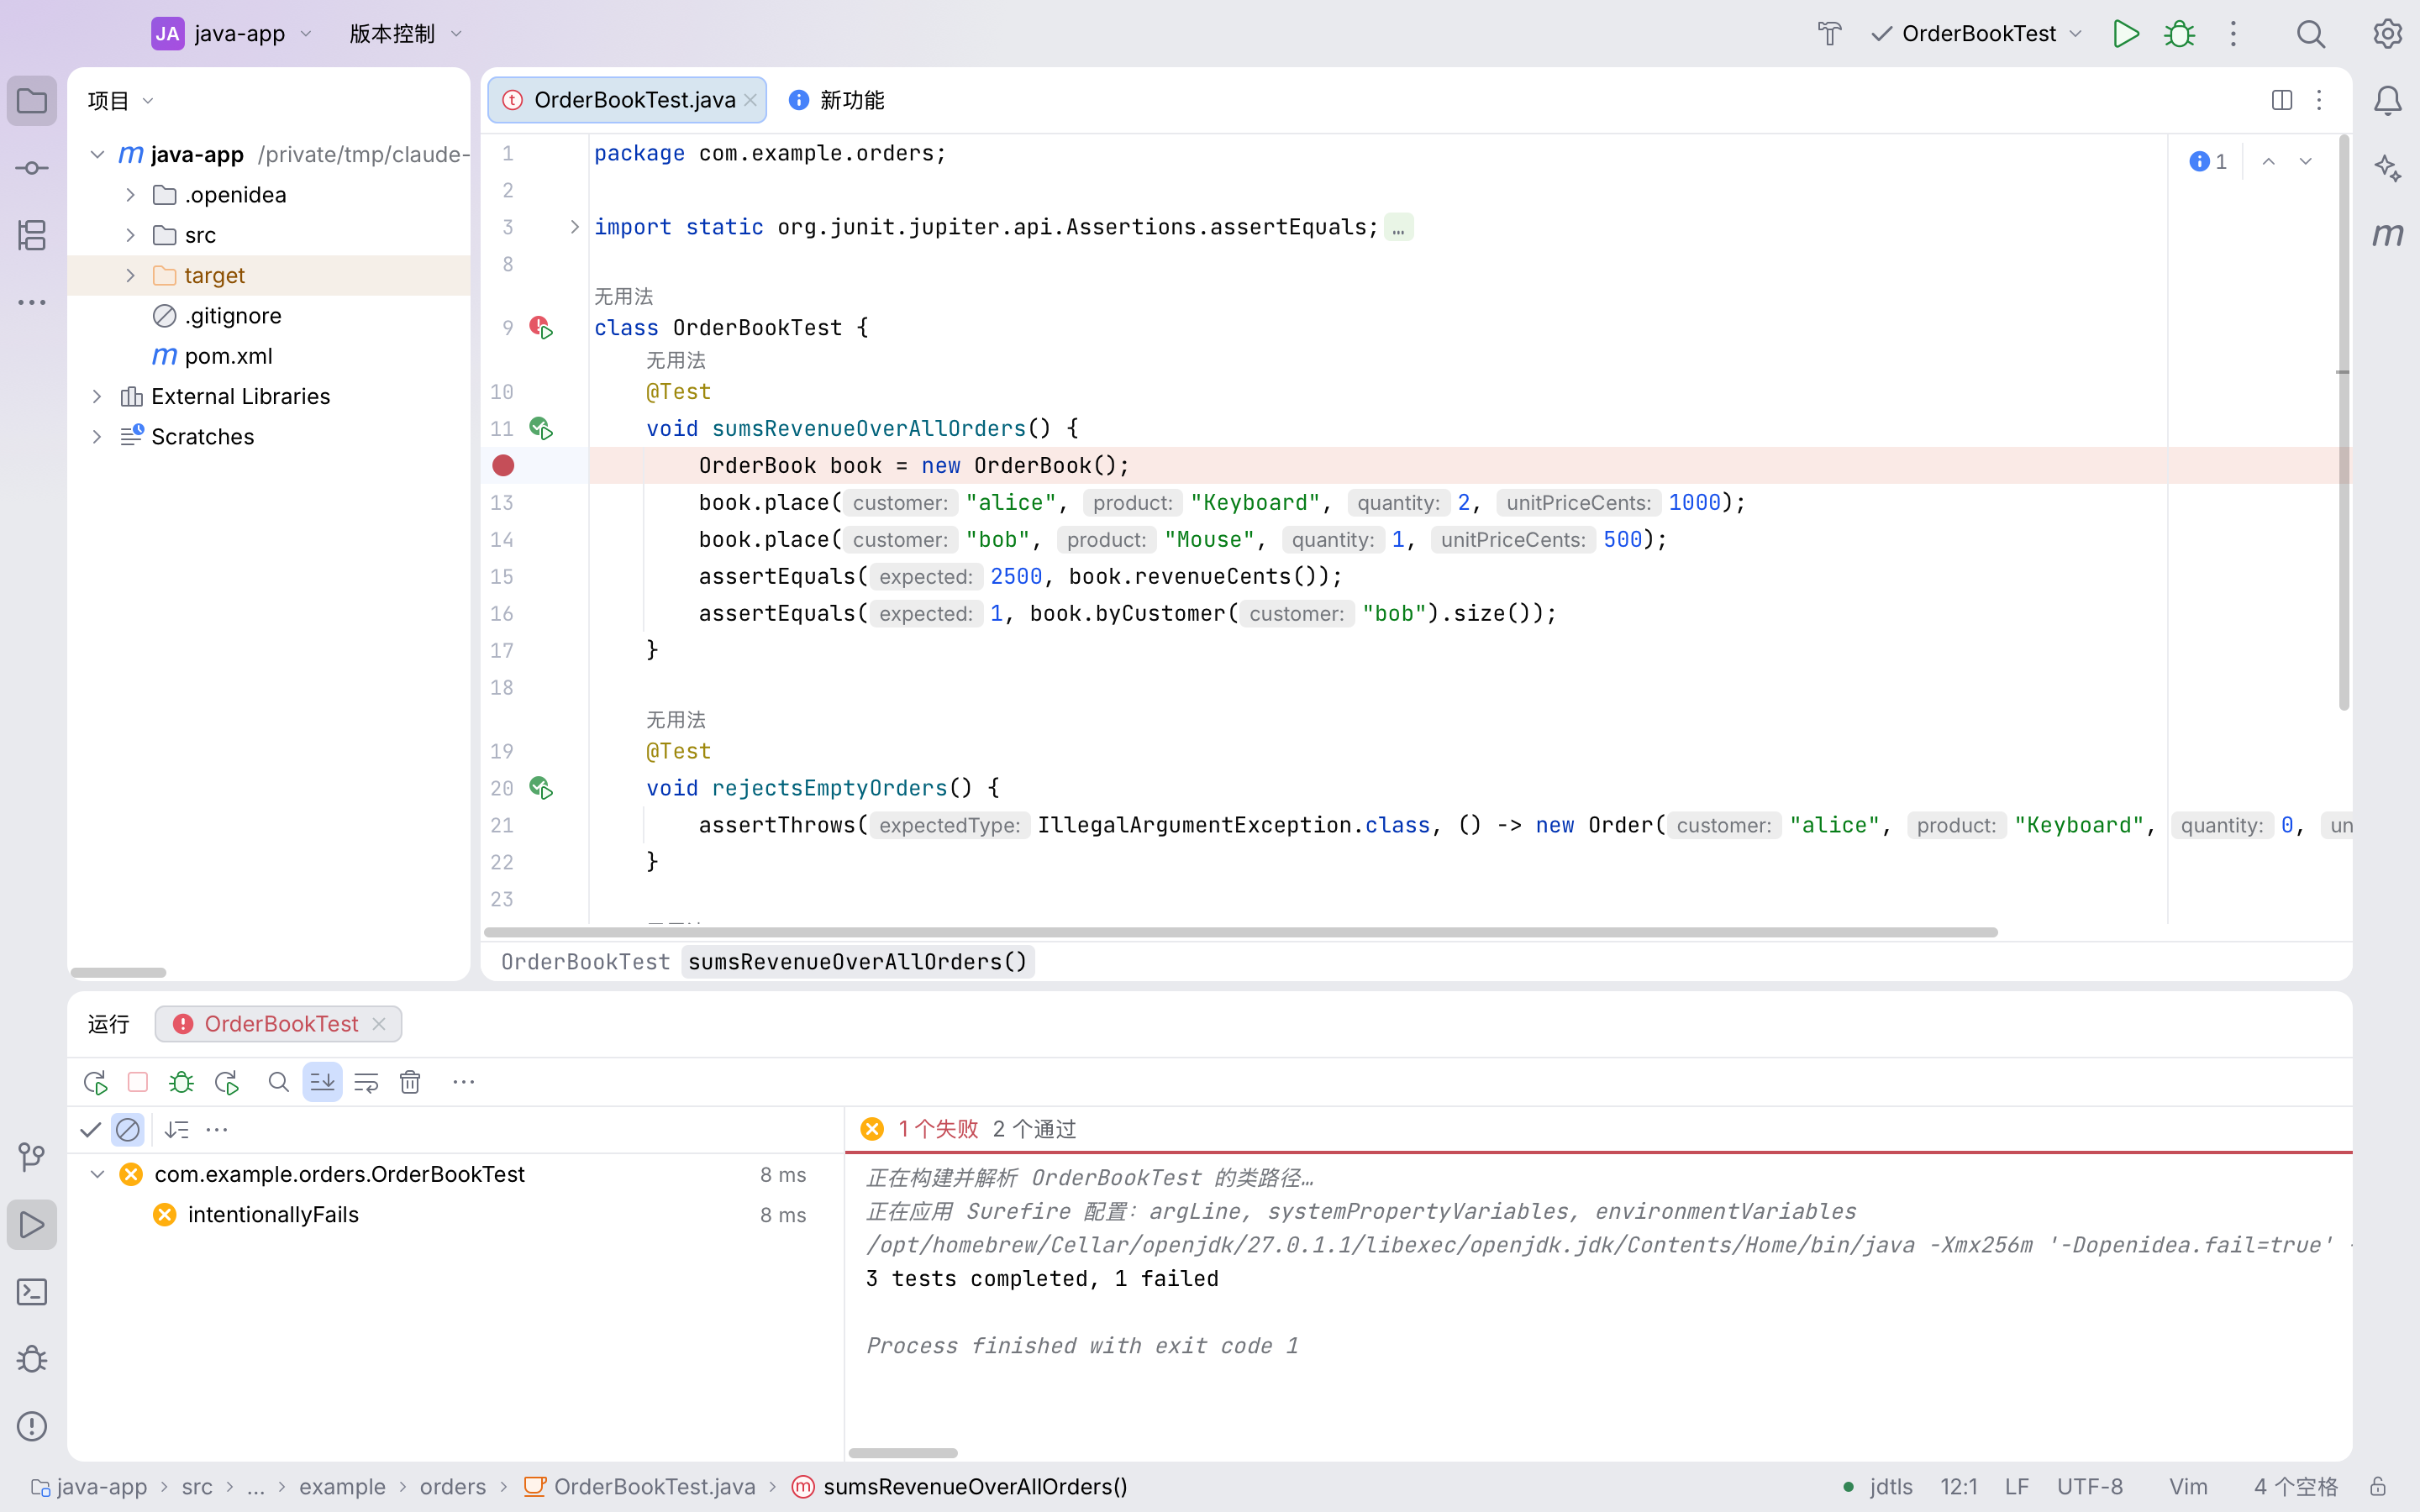 JA java-app 版本控制 OrderBookTest
项目
OrderBookTest.java 新功能
java-app /private/tmp/claude-
.openidea
src
target
.gitignore
m pom.xml
External Libraries
Scratches
1 package com.example.orders;
1
2
3 import static org.junit.jupiter.api.Assertions.assertEquals; …
8
无用法
9 class OrderBookTest {
无用法
10 @Test
11 void sumsRevenueOverAllOrders() {
OrderBook book = new OrderBook();
13 book.place( customer: "alice", product: "Keyboard", quantity: 2, unitPriceCents: 1000);
14 book.place( customer: "bob", product: "Mouse", quantity: 1, unitPriceCents: 500);
15 assertEquals( expected: 2500, book.revenueCents());
16 assertEquals( expected: 1, book.byCustomer( customer: "bob").size());
17 }
18
无用法
19 @Test
20 void rejectsEmptyOrders() {
21 assertThrows( expectedType: IllegalArgumentException.class, () -> new Order( customer: "alice", product: "Keyboard", quantity: 0, un
22 }
23
OrderBookTest sumsRevenueOverAllOrders()
运行 OrderBookTest
1 个失败 2 个通过
com.example.orders.OrderBookTest 8 ms
intentionallyFails 8 ms
正在构建并解析 OrderBookTest 的类路径…
正在应用 Surefire 配置: argLine, systemPropertyVariables, environmentVariables
/opt/homebrew/Cellar/openjdk/27.0.1.1/libexec/openjdk.jdk/Contents/Home/bin/java -Xmx256m '-Dopenidea.fail=true'
3 tests completed, 1 failed
Process finished with exit code 1
java-app › src › ... › example › orders › OrderBookTest.java › sumsRevenueOverAllOrders() jdtls 12:1 LF UTF-8 Vim 4 个空格